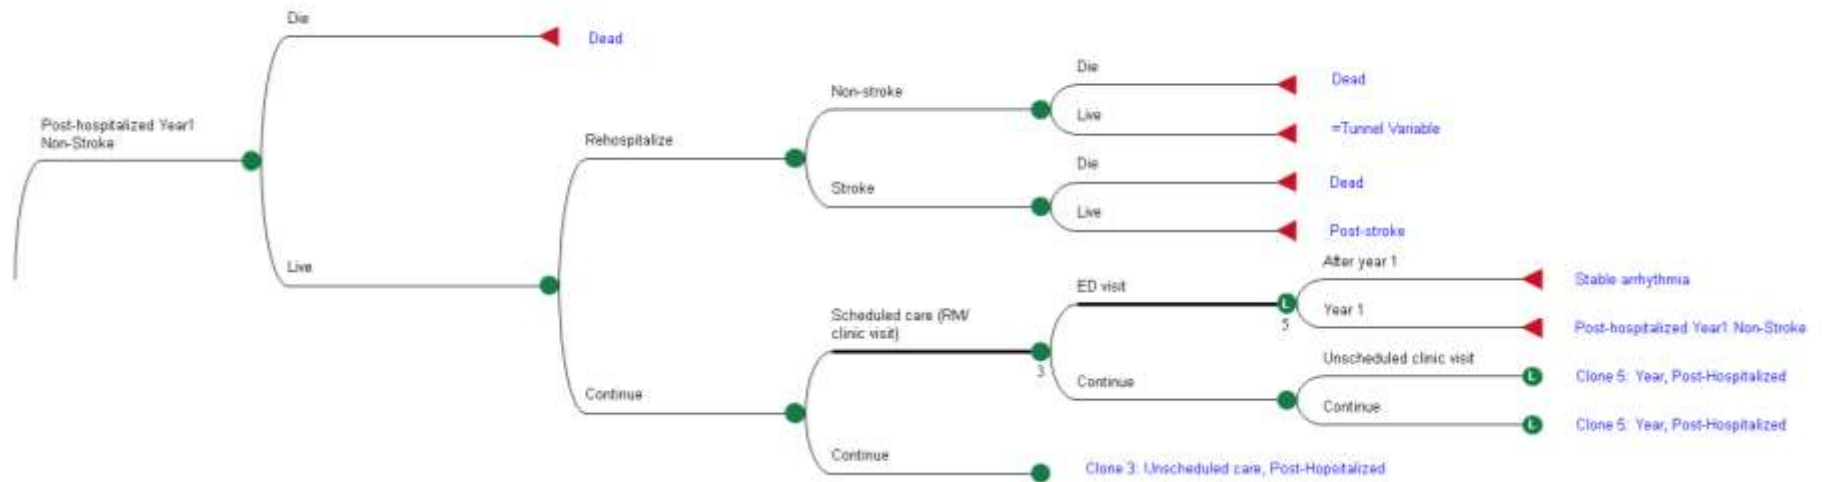 Die
Dead
Post-hospitalized Year1
Non-Stroke
Live
Rehospitalize
Non-stroke
Die
Dead
Live
=Tunnel Variable
Stroke
Die
Dead
Live
Post-stroke
Continue
Scheduled care (RM/
clinic visit)
3
ED visit
L
5
After year 1
Stable arrhythmia
Year 1
Post-hospitalized Year1 Non-Stroke
Continue
Unscheduled clinic visit
L
Clone 5: Year, Post-Hospitalized
Continue
L
Clone 5: Year, Post-Hospitalized
Continue
Clone 3: Unscheduled care, Post-Hopsitalized